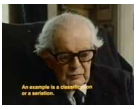 An example is a classification
or a seriation.